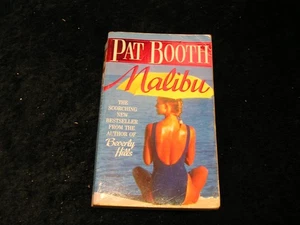 PAT BOOTH
Malibu
THE
SCORCHING
NEW
BESTSELLER
FROM THE
AUTHOR OF
Beverly
Hills